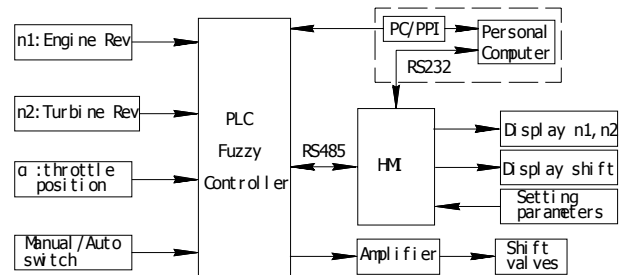 n1:Engine Rev
n2:Turbine Rev
α:throttle
position
Manual/Auto
switch
PLC
Fuzzy
Controller
PC/PPI
Personal
Computer
RS232
RS485
HMI
Display n1,n2
Display shift
Setting
parameters
Amplifier
Shift
valves